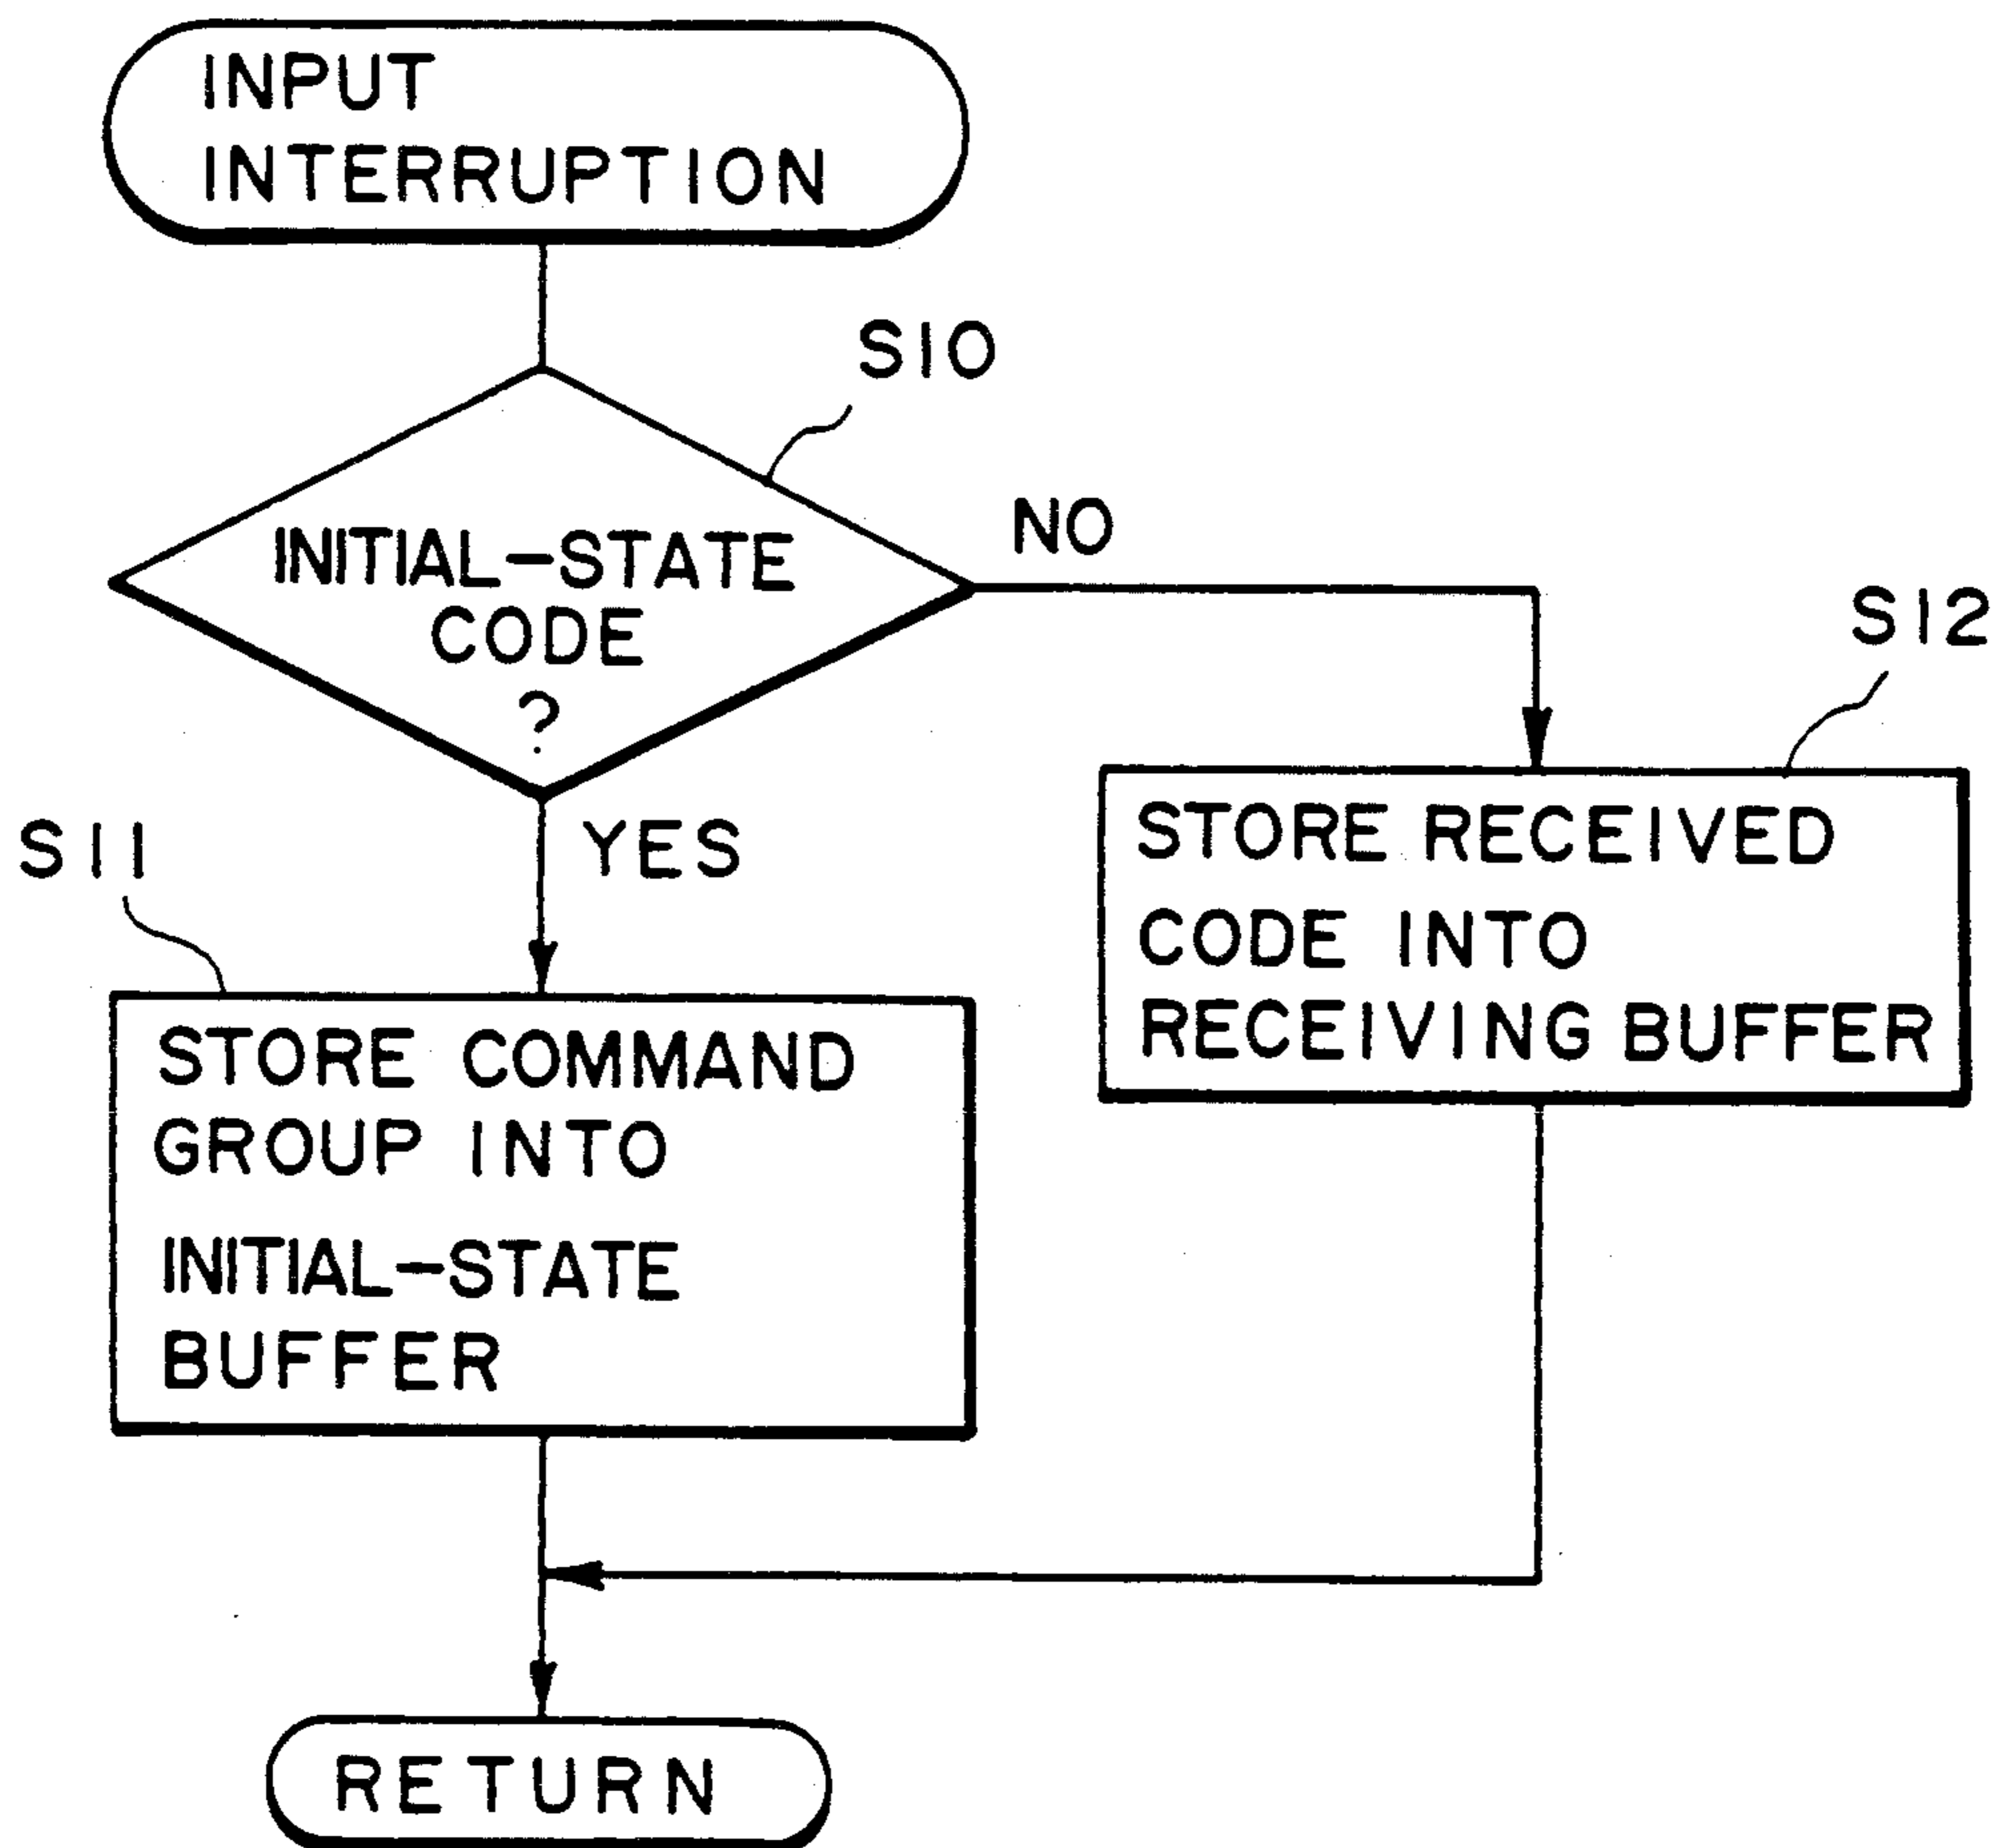 INPUT
INTERRUPTION
S10
INITIAL-STATE
CODE
?
NO
YES
S11
STORE COMMAND
GROUP INTO
INITIAL-STATE
BUFFER
S12
STORE RECEIVED
CODE INTO
RECEIVING BUFFER
RETURN